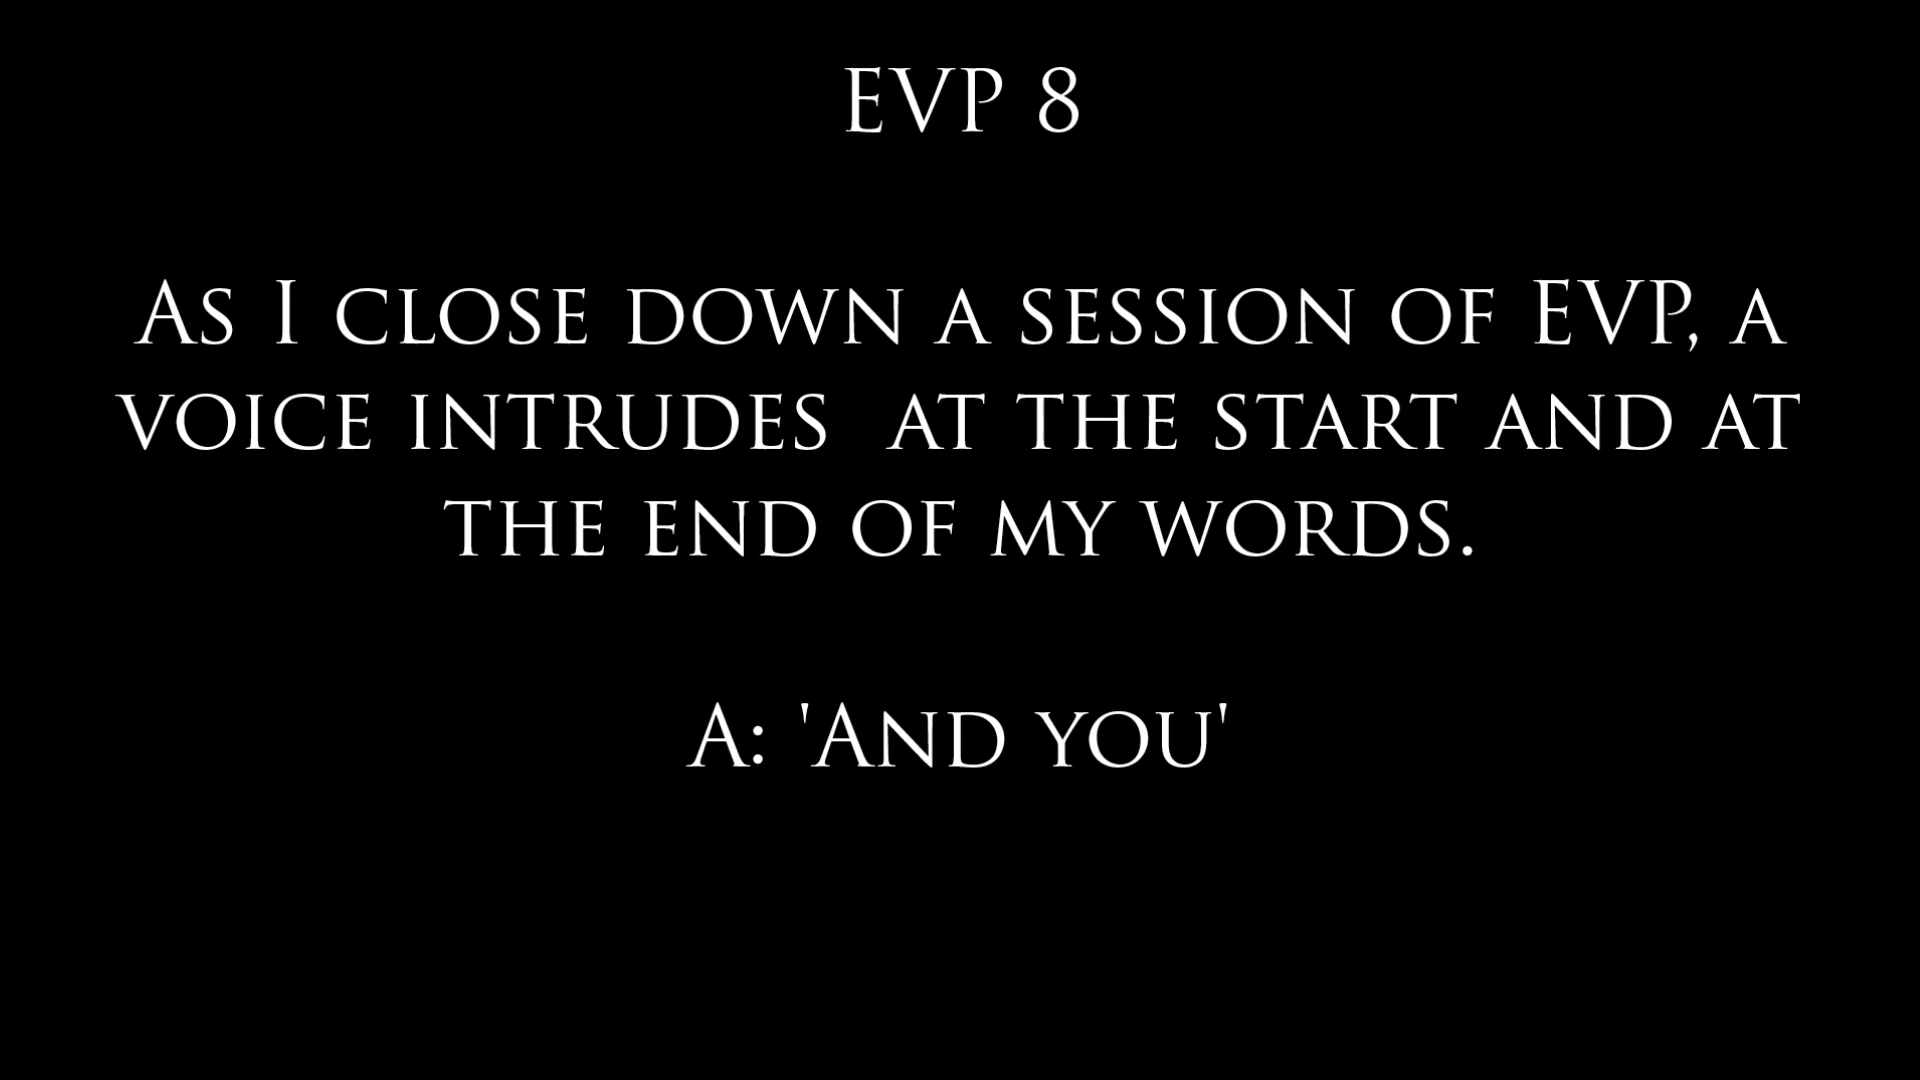 EVP 8
As I close down a session of EVP, a
voice intrudes  at the start and at
the end of my words.
A: 'And you'